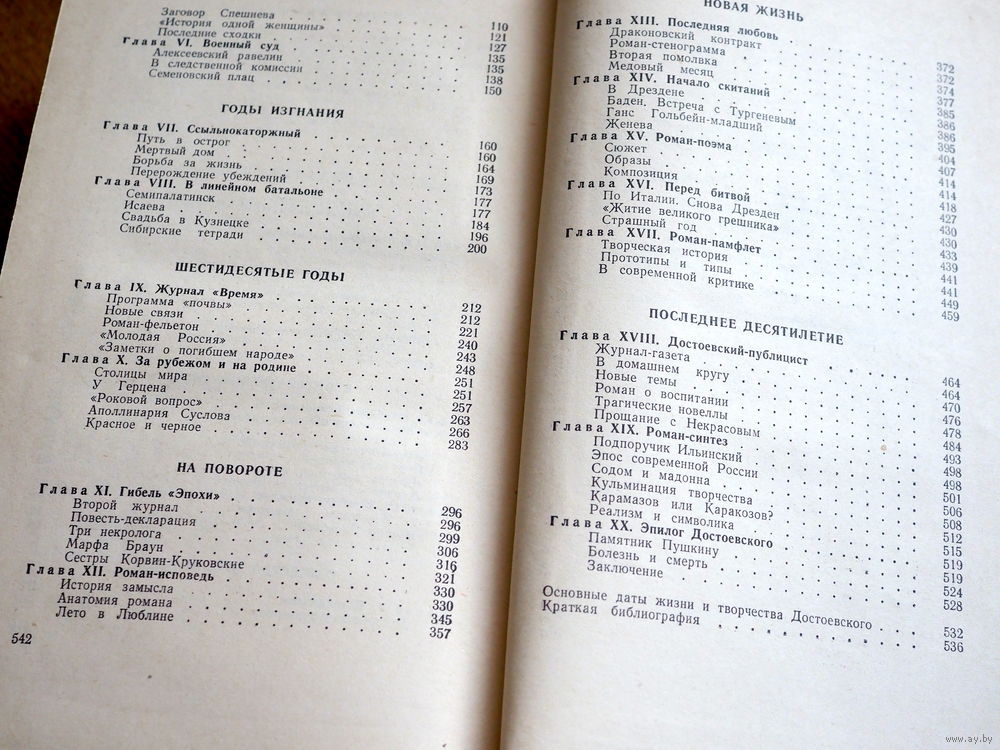 Заговор Спешнева . . . 110
«История одной женщины» . . . 121
Последние сходки . . . 127
Глава VI. Военный суд . . . 135
Алексеевский равелин . . . 135
В следственной комиссии . . . 138
Семеновский плац . . . 150
ГОДЫ ИЗГНАНИЯ
Глава VII. Ссыльнокаторжный . . . 160
Путь в острог . . . 160
Мертвый дом . . . 164
Борьба за жизнь . . . 169
Перерождение убеждений . . . 173
Глава VIII. В линейном батальоне . . . 177
Семипалатинск . . . 177
Исаева . . . 184
Свадьба в Кузнецке . . . 196
Сибирские тетради . . . 200
ШЕСТИДЕСЯТЫЕ ГОДЫ
Глава IX. Журнал «Время» . . . 212
Программа «почвы» . . . 212
Новые связи . . . 221
Роман-фельетон . . . 240
«Молодая Россия» . . . 243
«Заметки о погибшем народе» . . . 248
Глава X. За рубежом и на родине . . . 251
Столицы мира . . . 251
У Герцена . . . 257
«Роковой вопрос» . . . 263
Аполлинария Суслова . . . 266
Красное и черное . . . 283
НА ПОВОРОТЕ
Глава XI. Гибель «Эпохи» . . . 296
Второй журнал . . . 296
Повесть-декларация . . . 299
Три некролога . . . 306
Марфа Браун . . . 316
Сестры Корвин-Круковские . . . 321
Глава XII. Роман-исповедь . . . 330
История замысла . . . 330
Анатомия романа . . . 345
Лето в Люблине . . . 357
542
НОВАЯ ЖИЗНЬ
Глава XIII. Последняя любовь . . . 372
Драконовский контракт . . . 372
Роман-стенограмма . . . 374
Вторая помолвка . . . 377
Медовый месяц . . . 385
Глава XIV. Начало скитаний . . . 386
В Дрездене . . . 386
Баден. Встреча с Тургеневым . . . 395
Ганс Гольбейн-младший . . . 404
Женева . . . 407
Глава XV. Роман-поэма . . . 414
Сюжет . . . 414
Образы . . . 418
Композиция . . . 427
Глава XVI. Перед битвой . . . 430
По Италии. Снова Дрезден . . . 430
«Житие великого грешника» . . . 433
Страшный год . . . 439
Глава XVII. Роман-памфлет . . . 441
Творческая история . . . 441
Прототипы и типы . . . 449
В современной критике . . . 459
ПОСЛЕДНЕЕ ДЕСЯТИЛЕТИЕ
Глава XVIII. Достоевский-публицист . . . 464
Журнал-газета . . . 464
В домашнем кругу . . . 470
Новые темы . . . 476
Роман о воспитании . . . 478
Трагические новеллы . . . 484
Прощание с Некрасовым . . . 493
Глава XIX. Роман-синтез . . . 498
Подпоручик Ильинский . . . 498
Эпос современной России . . . 501
Содом и мадонна . . . 506
Кульминация творчества . . . 508
Карамазов или Каракозов? . . . 512
Реализм и символика . . . 515
Глава XX. Эпилог Достоевского . . . 519
Памятник Пушкину . . . 519
Болезнь и смерть . . . 524
Заключение . . . 528
Основные даты жизни и творчества Достоевского . . . 532
Краткая библиография . . . 536
www.ay.by